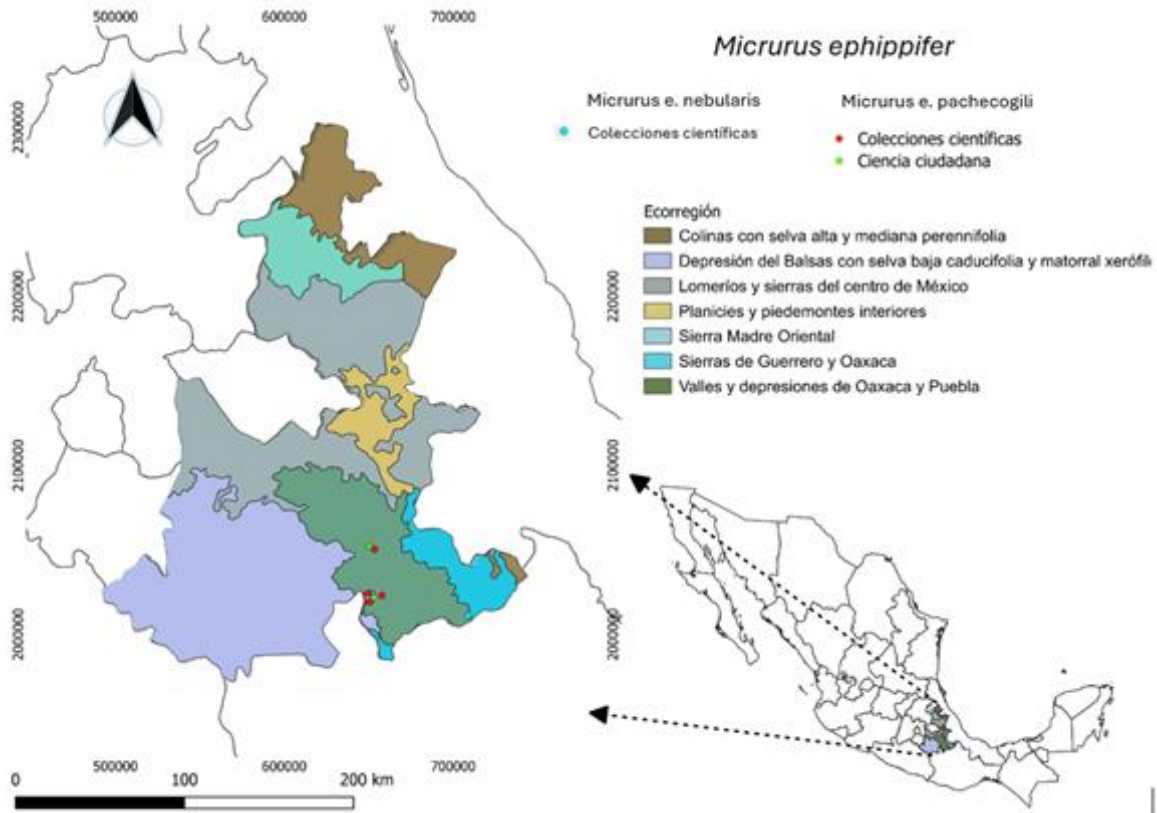 500000 600000 700000
Micrurus ephippifer
Micrurus e. nebularis
Colecciones científicas
Micrurus e. pachecogili
Colecciones científicas
Ciencia ciudadana
2300000
2200000
2100000
2000000
Ecorregión
Colinas con selva alta y mediana perennifolia
Depresión del Balsas con selva baja caducifolia y matorral xerófil
Lomeríos y sierras del centro de México
Planicies y piedemontes interiores
Sierra Madre Oriental
Sierras de Guerrero y Oaxaca
Valles y depresiones de Oaxaca y Puebla
2200000
2100000
2000000
500000 600000 700000
0 100 200 km